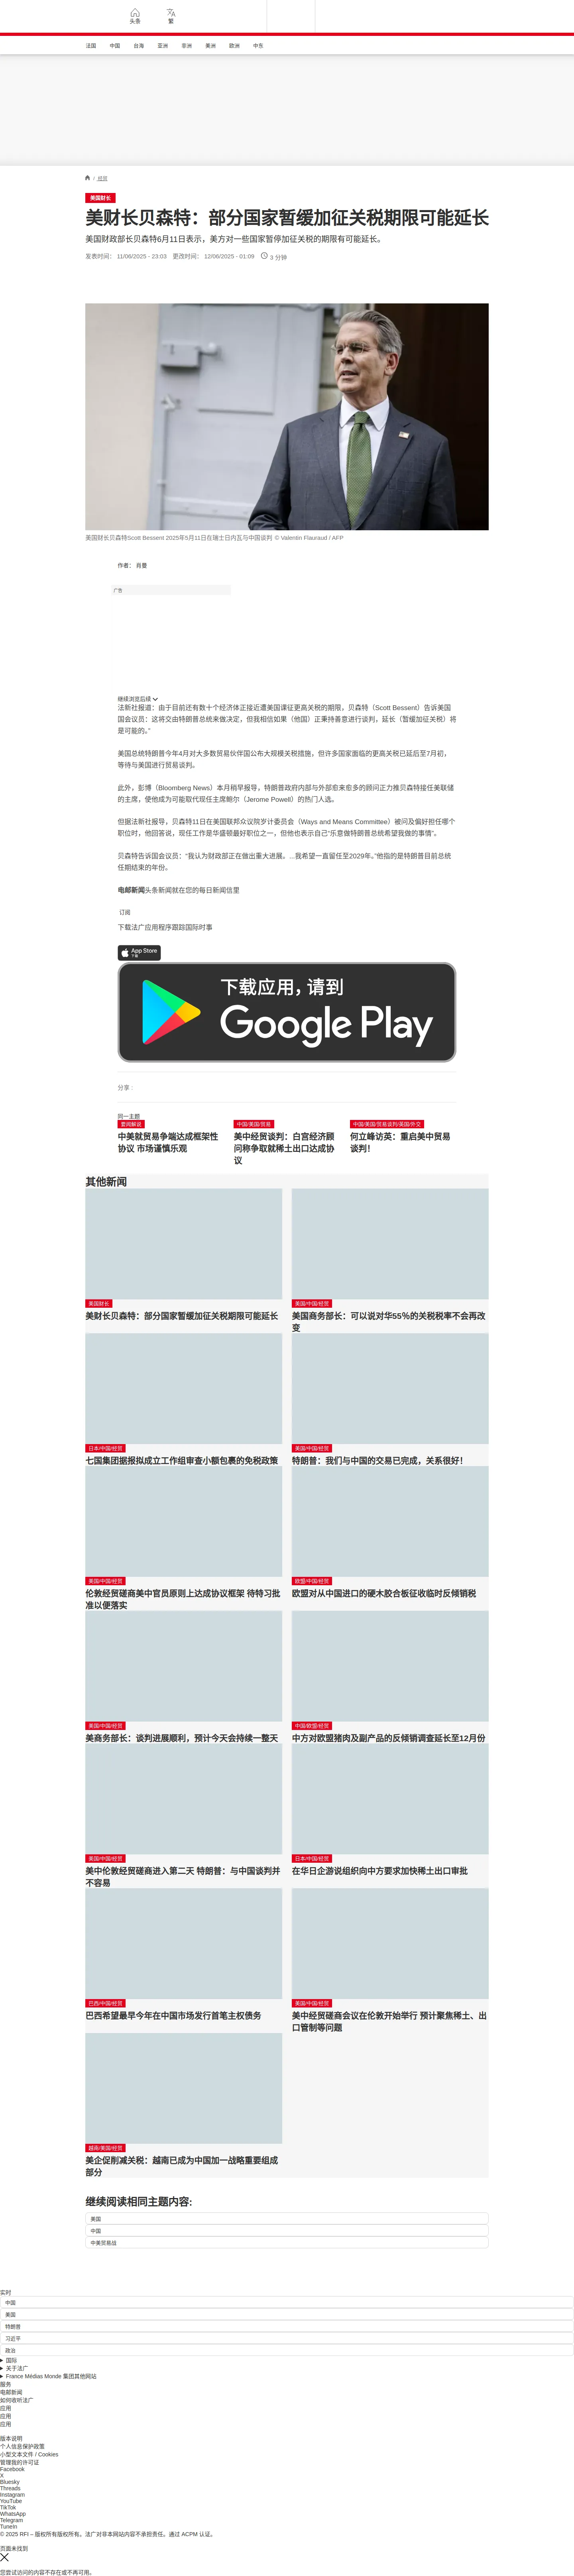 头条
繁
法国
中国
台海
亚洲
非洲
美洲
欧洲
中东
/ 经贸
美国财长
美财长贝森特：部分国家暂缓加征关税期限可能延长
美国财政部长贝森特6月11日表示，美方对一些国家暂停加征关税的期限有可能延长。
发表时间： 11/06/2025 - 23:03 更改时间： 12/06/2025 - 01:09 3 分钟
美国财长贝森特Scott Bessent 2025年5月11日在瑞士日内瓦与中国谈判 © Valentin Flauraud / AFP
作者： 肖曼
广告
继续浏览后续
法新社报道：由于目前还有数十个经济体正接近遭美国课征更高关税的期限，贝森特（Scott Bessent）告诉美国
国会议员：这将交由特朗普总统来做决定，但我相信如果（他国）正秉持善意进行谈判，延长（暂缓加征关税）将
是可能的。”
美国总统特朗普今年4月对大多数贸易伙伴国公布大规模关税措施，但许多国家面临的更高关税已延后至7月初，
等待与美国进行贸易谈判。
此外，彭博（Bloomberg News）本月稍早报导，特朗普政府内部与外部愈来愈多的顾问正力推贝森特接任美联储
的主席，使他成为可能取代现任主席鲍尔（Jerome Powell）的热门人选。
但据法新社报导，贝森特11日在美国联邦众议院岁计委员会（Ways and Means Committee）被问及偏好担任哪个
职位时，他回答说，现任工作是华盛顿最好职位之一，但他也表示自己“乐意做特朗普总统希望我做的事情”。
贝森特告诉国会议员：“我认为财政部正在做出重大进展。...我希望一直留任至2029年。”他指的是特朗普目前总统
任期结束的年份。
电邮新闻头条新闻就在您的每日新闻信里
订阅
下载法广应用程序跟踪国际时事
App Store
下载
下载应用，请到
Google Play
分享 :
同一主题
要闻解说
中美就贸易争端达成框架性
协议 市场谨慎乐观
中国/美国/贸易
美中经贸谈判：白宫经济顾
问称争取就稀土出口达成协
议
中国/美国/贸易谈判/美国/外交
何立峰访英：重启美中贸易
谈判！
其他新闻
美国财长
美财长贝森特：部分国家暂缓加征关税期限可能延长
美国/中国/经贸
美国商务部长：可以说对华55％的关税税率不会再改
变
日本/中国/经贸
七国集团据报拟成立工作组审查小额包裹的免税政策
美国/中国/经贸
特朗普：我们与中国的交易已完成，关系很好！
美国/中国/经贸
伦敦经贸磋商美中官员原则上达成协议框架 待特习批
准以便落实
欧盟/中国/经贸
欧盟对从中国进口的硬木胶合板征收临时反倾销税
美国/中国/经贸
美商务部长：谈判进展顺利，预计今天会持续一整天
中国/欧盟/经贸
中方对欧盟猪肉及副产品的反倾销调查延长至12月份
美国/中国/经贸
美中伦敦经贸磋商进入第二天 特朗普：与中国谈判并
不容易
日本/中国/经贸
在华日企游说组织向中方要求加快稀土出口审批
巴西/中国/经贸
巴西希望最早今年在中国市场发行首笔主权债务
美国/中国/经贸
美中经贸磋商会议在伦敦开始举行 预计聚焦稀土、出
口管制等问题
越南/美国/经贸
美企促削减关税：越南已成为中国加一战略重要组成
部分
继续阅读相同主题内容:
美国
中国
中美贸易战
实时
中国
美国
特朗普
习近平
政治
国际
关于法广
France Médias Monde 集团其他网站
服务
电邮新闻
如何收听法广
应用
应用
应用
版本说明
个人信息保护政策
小型文本文件 / Cookies
管理我的许可证
Facebook
X
Bluesky
Threads
Instagram
YouTube
TikTok
WhatsApp
Telegram
TuneIn
© 2025 RFI – 版权所有版权所有。法广对非本网站内容不承担责任。通过 ACPM 认证。
页面未找到
您尝试访问的内容不存在或不再可用。